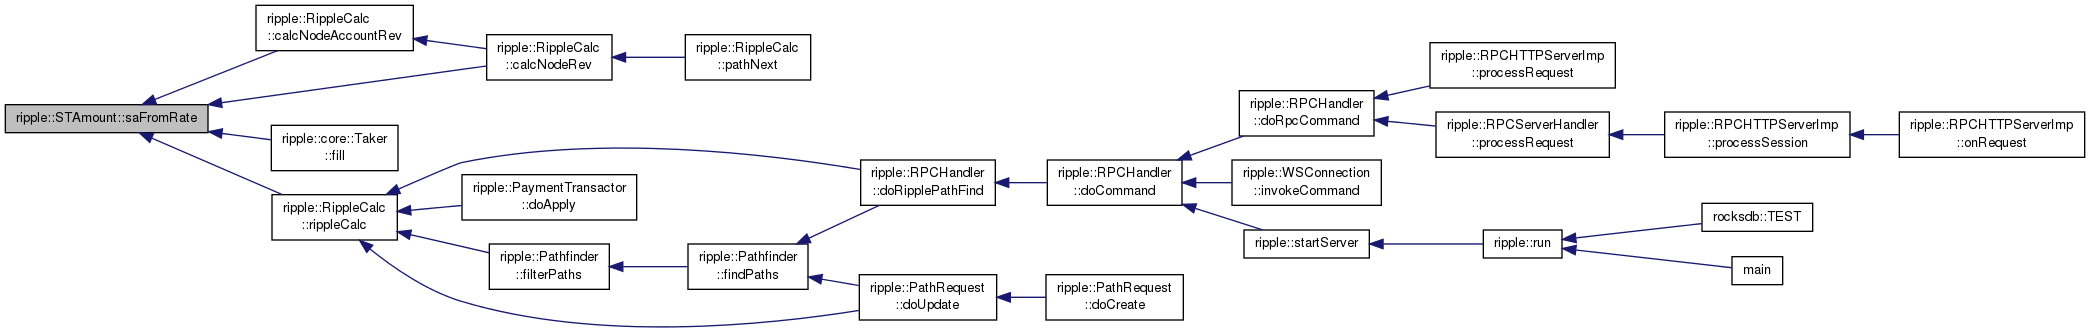 ripple::STAmount::saFromRate
ripple::RippleCalc
::calcNodeAccountRev
ripple::RippleCalc
::calcNodeRev
ripple::RippleCalc
::pathNext
ripple::core::Taker
::fill
ripple::RippleCalc
::rippleCalc
ripple::PaymentTransactor
::doApply
ripple::Pathfinder
::filterPaths
ripple::Pathfinder
::findPaths
ripple::RPCHandler
::doRipplePathFind
ripple::PathRequest
::doUpdate
ripple::PathRequest
::doCreate
ripple::RPCHandler
::doCommand
ripple::RPCHandler
::doRpcCommand
ripple::WSConnection
::invokeCommand
ripple::startServer
ripple::RPCHTTPServerImp
::processRequest
ripple::RPCServerHandler
::processRequest
ripple::RPCHTTPServerImp
::processSession
ripple::RPCHTTPServerImp
::onRequest
ripple::run
rocksdb::TEST
main